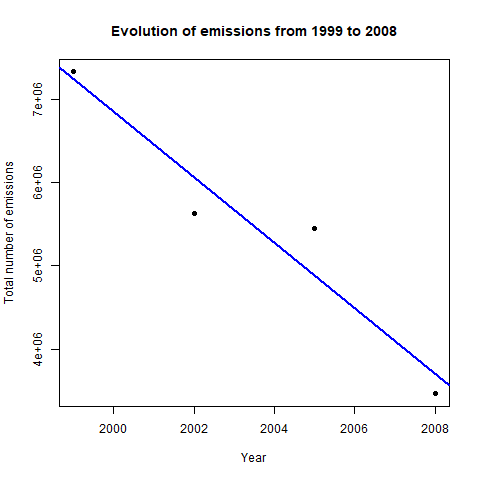 Evolution of emissions from 1999 to 2008
Total number of emissions
7e+06
6e+06
5e+06
4e+06
2000 2002 2004 2006 2008
Year